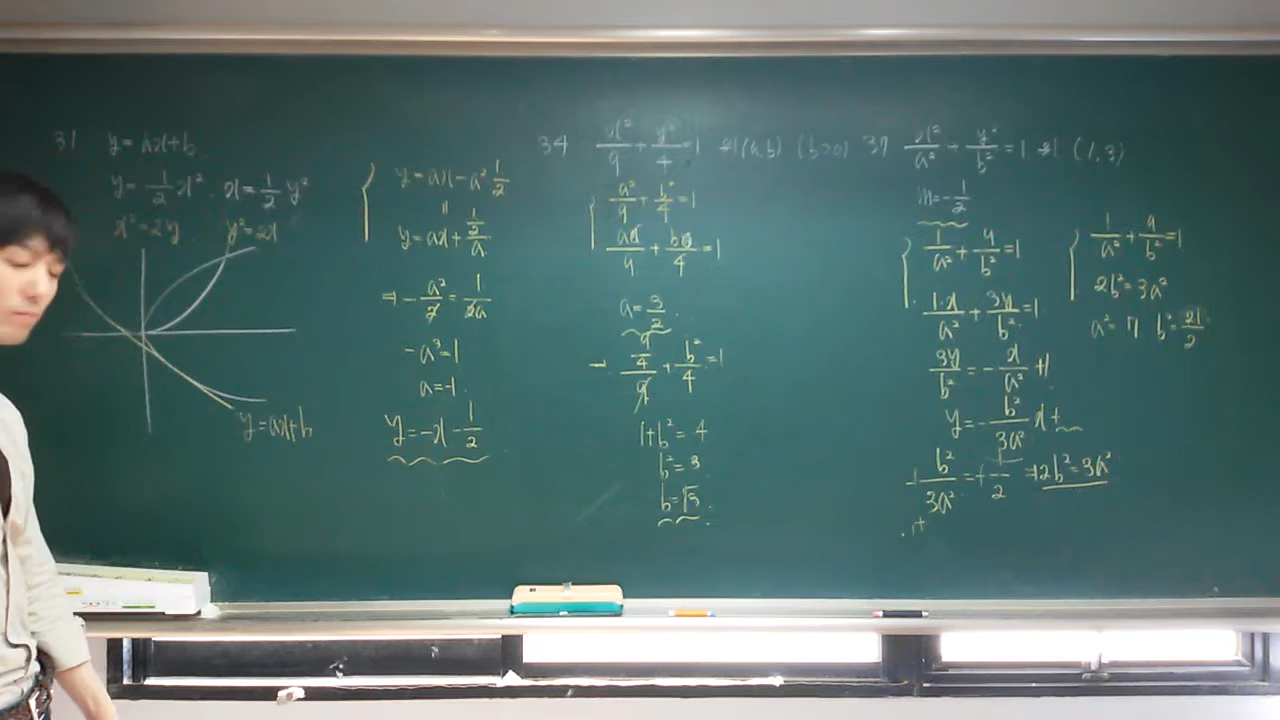 31 y=ax+b
y=1/2 x². x=1/2 y²
x²=2y y²=2x
y=ax+b
y=ax-a² 1/2
=
y=ax+(1/2)/a
⇒ -a²/2=1/2a
-a³=1
a=-1.
y=-x-1/2
34 x²/9+y²/4=1 의(a.b) (b>0)
a²/9+b²/4=1
ax/9+by/4=1
a=3/2.
→ (9/4)/9+b²/4=1
1+b²=4
b²=3
b=√3.
37 x²/a²+y²/b²=1 의 (1,3)
m=-1/2
1/a²+9/b²=1
1·x/a²+3y/b²=1
3y/b²=-x/a²+1
y=-b²/3a² x+
+b²/3a²=+1/2 →2b²=3a²
1/a²+9/b²=1
2b²=3a²
a²=7 b²=21/2